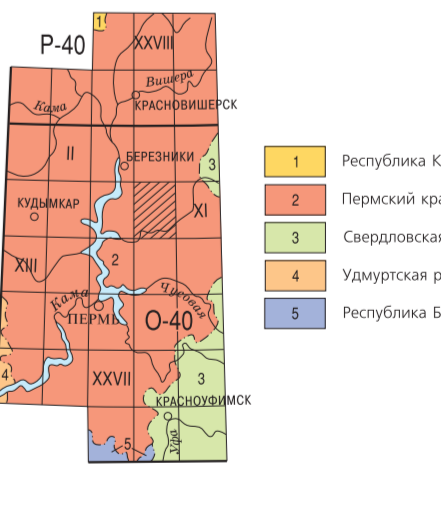 1
P-40
XXVIII
Вишера
Кама
КРАСНОВИШЕРСК
II
БЕРЕЗНИКИ
3
КУДЫМКАР
XI
XIII
2
Кама
Чусовая
ПЕРМЬ
O-40
4
XXVII
3
КРАСНОУФИМСК
5
Уфа
1 Республика К
2 Пермский кра
3 Свердловская
4 Удмуртская р
5 Республика Б